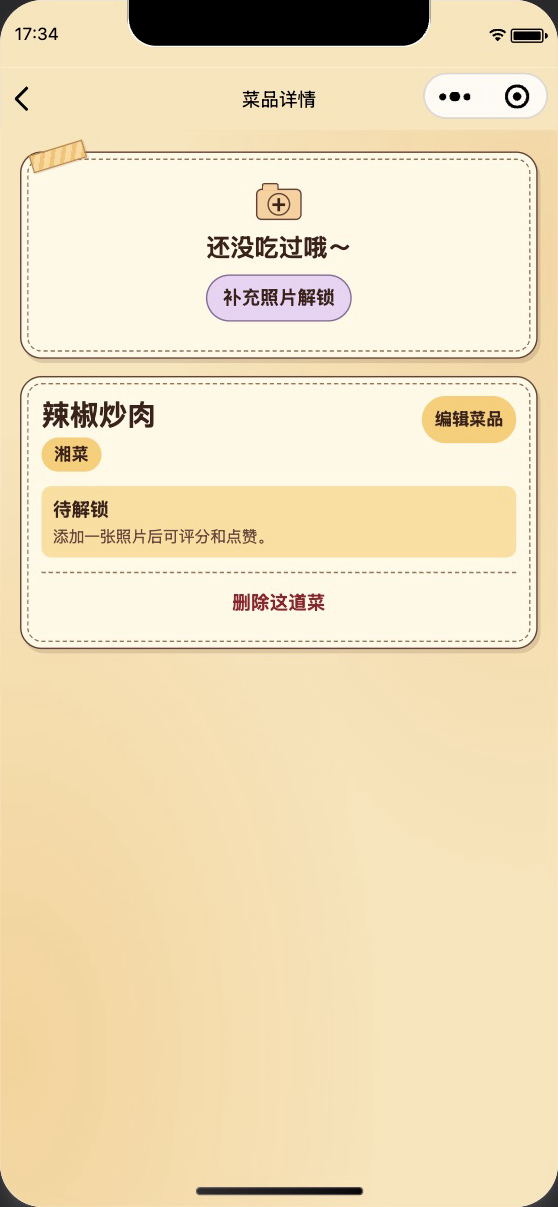 17:34
菜品详情
还没吃过哦～
补充照片解锁
辣椒炒肉
编辑菜品
湘菜
待解锁
添加一张照片后可评分和点赞。
删除这道菜